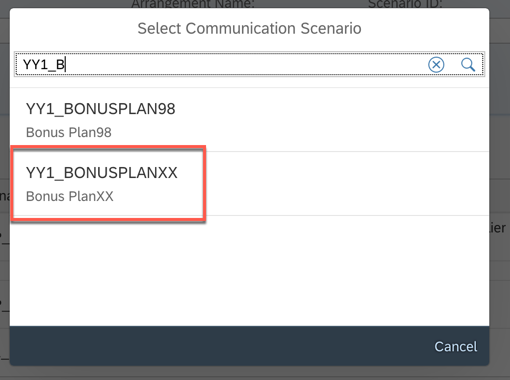 Arrangement Name: Scenario ID:
Select Communication Scenario
YY1_B
YY1_BONUSPLAN98
Bonus Plan98
YY1_BONUSPLANXX
Bonus PlanXX
Cancel